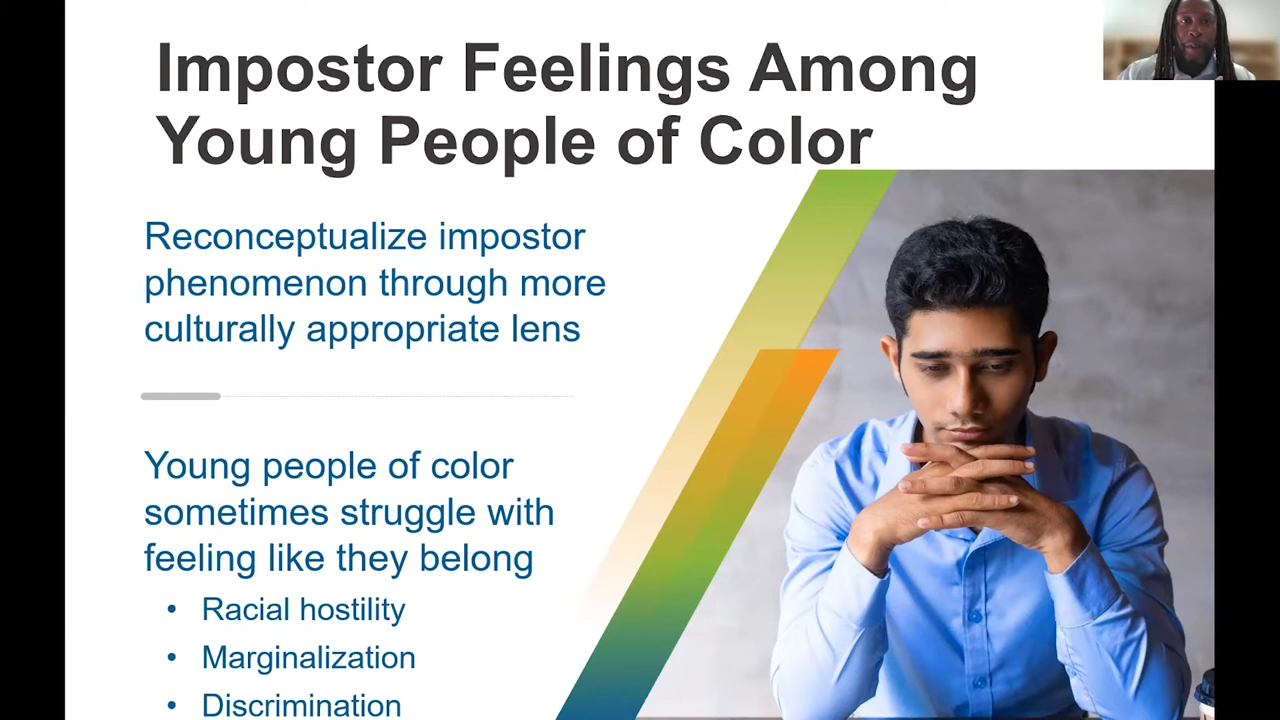 Impostor Feelings Among
Young People of Color
Reconceptualize impostor
phenomenon through more
culturally appropriate lens
Young people of color
sometimes struggle with
feeling like they belong
• Racial hostility
• Marginalization
• Discrimination